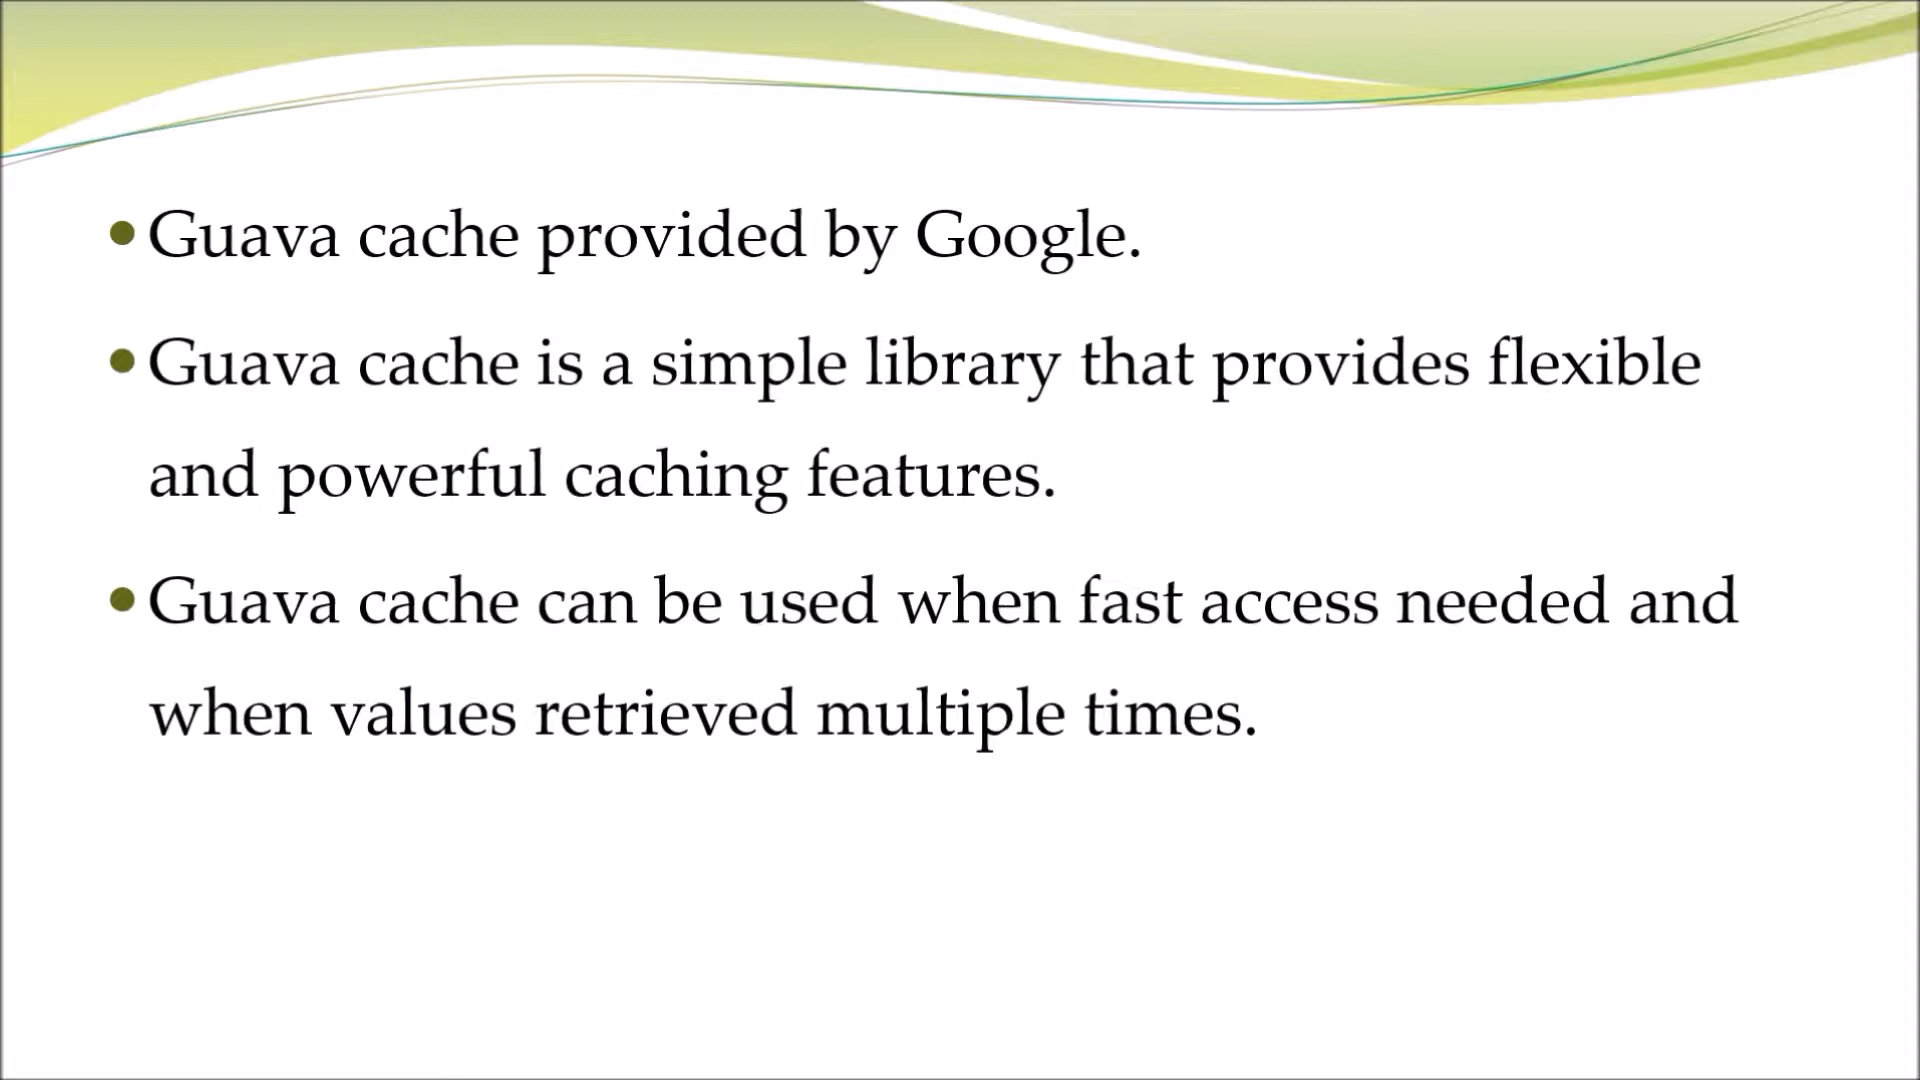 • Guava cache provided by Google.
• Guava cache is a simple library that provides flexible
and powerful caching features.
• Guava cache can be used when fast access needed and
when values retrieved multiple times.